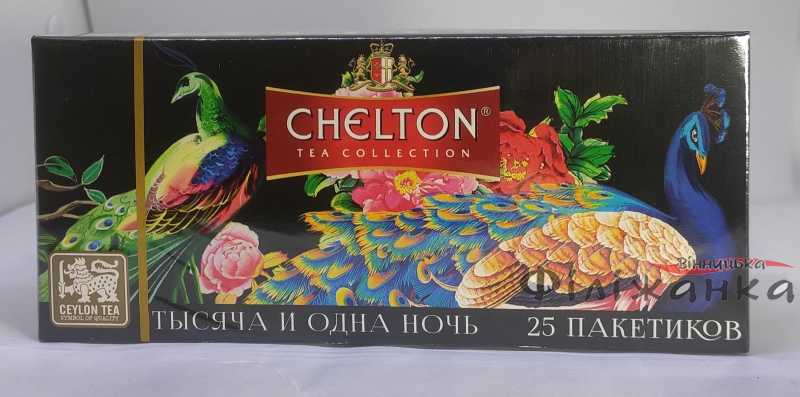 CHELTON®
TEA COLLECTION
вінницька
Філіжанка
CEYLON TEA
SYMBOL OF QUALITY
ТЫСЯЧА И ОДНА НОЧЬ
25 ПАКЕТИКОВ